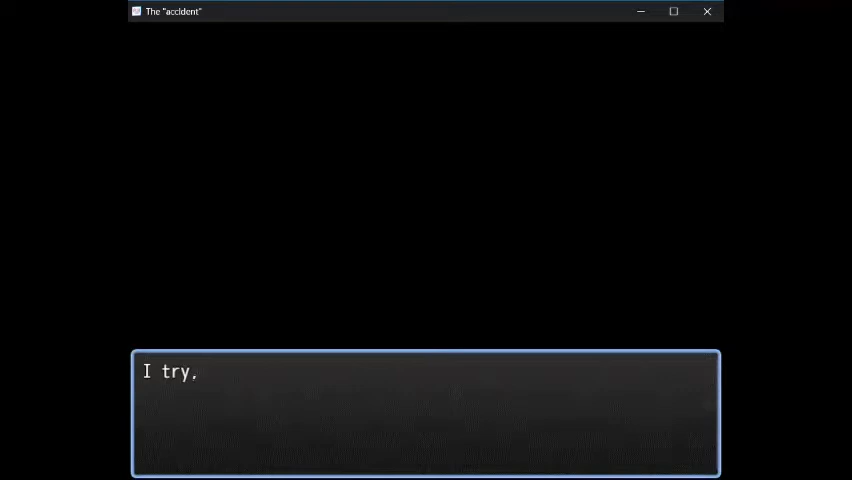 The "accIdent"
I try,